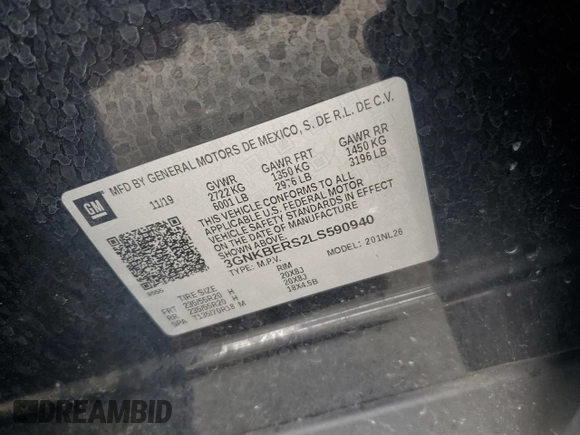 MFD BY GENERAL MOTORS DE MEXICO, S. DE R.L. DE C.V.
GM
11/19 GVWR GAWR FRT GAWR RR
2722 KG 1350 KG 1450 KG
6001 LB 2976 LB 3196 LB
THIS VEHICLE CONFORMS TO ALL
APPLICABLE U.S. FEDERAL MOTOR
VEHICLE SAFETY STANDARDS IN EFFECT
ON THE DATE OF MANUFACTURE
SHOWN ABOVE.
3GNKBERS2LS590940
TYPE: M.P.V. MODEL: 201NL26
TIRE SIZE RIM
FRT 235/55R20 H 20X8J
RR 235/55R20 H 20X8J
SPA T135/70R18 M 18X4.5B
DREAMBID